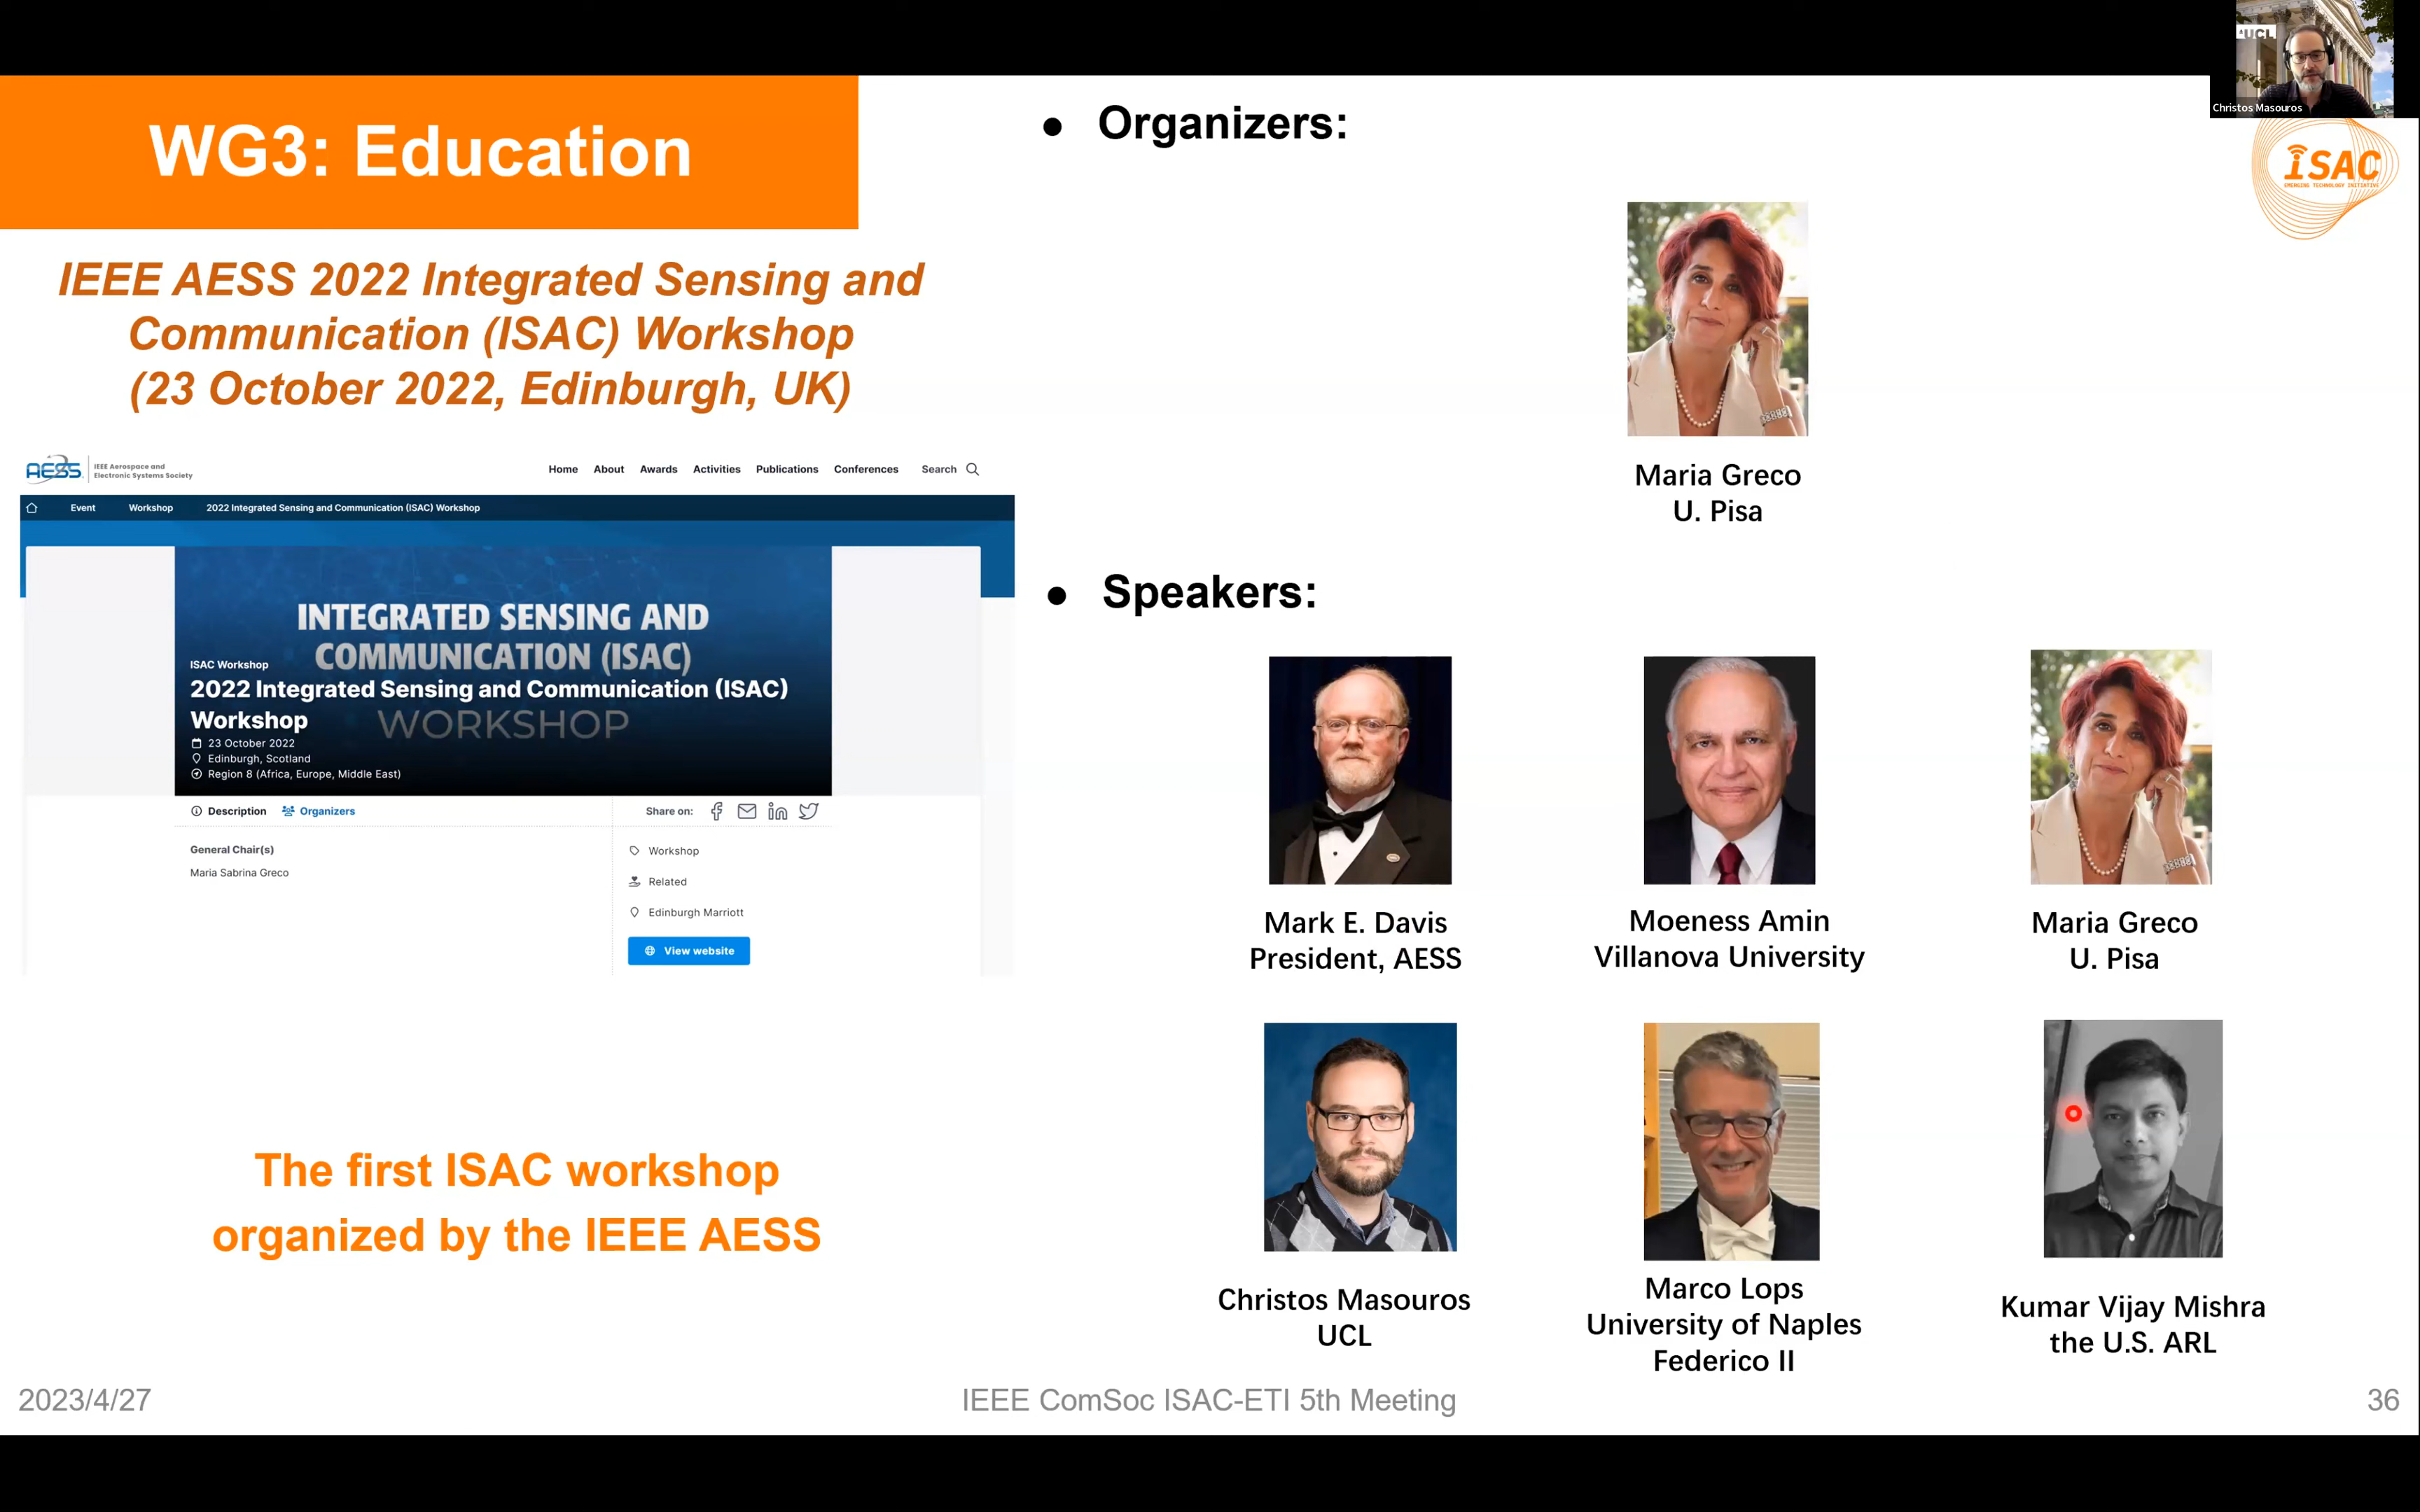 UCL
Christos Masouros
WG3: Education
iSAC
EMERGING TECHNOLOGY INITIATIVE
IEEE AESS 2022 Integrated Sensing and
Communication (ISAC) Workshop
(23 October 2022, Edinburgh, UK)
AESS
IEEE Aerospace and
Electronic Systems Society
Home About Awards Activities Publications Conferences Search
Event Workshop 2022 Integrated Sensing and Communication (ISAC) Workshop
INTEGRATED SENSING AND
COMMUNICATION (ISAC)
WORKSHOP
ISAC Workshop
2022 Integrated Sensing and Communication (ISAC)
Workshop
23 October 2022
Edinburgh, Scotland
Region 8 (Africa, Europe, Middle East)
Description Organizers
Share on:
General Chair(s)
Maria Sabrina Greco
Workshop
Related
Edinburgh Marriott
View website
The first ISAC workshop
organized by the IEEE AESS
• Organizers:
Maria Greco
U. Pisa
• Speakers:
Mark E. Davis
President, AESS
Moeness Amin
Villanova University
Maria Greco
U. Pisa
Christos Masouros
UCL
Marco Lops
University of Naples
Federico II
Kumar Vijay Mishra
the U.S. ARL
2023/4/27
IEEE ComSoc ISAC-ETI 5th Meeting
36